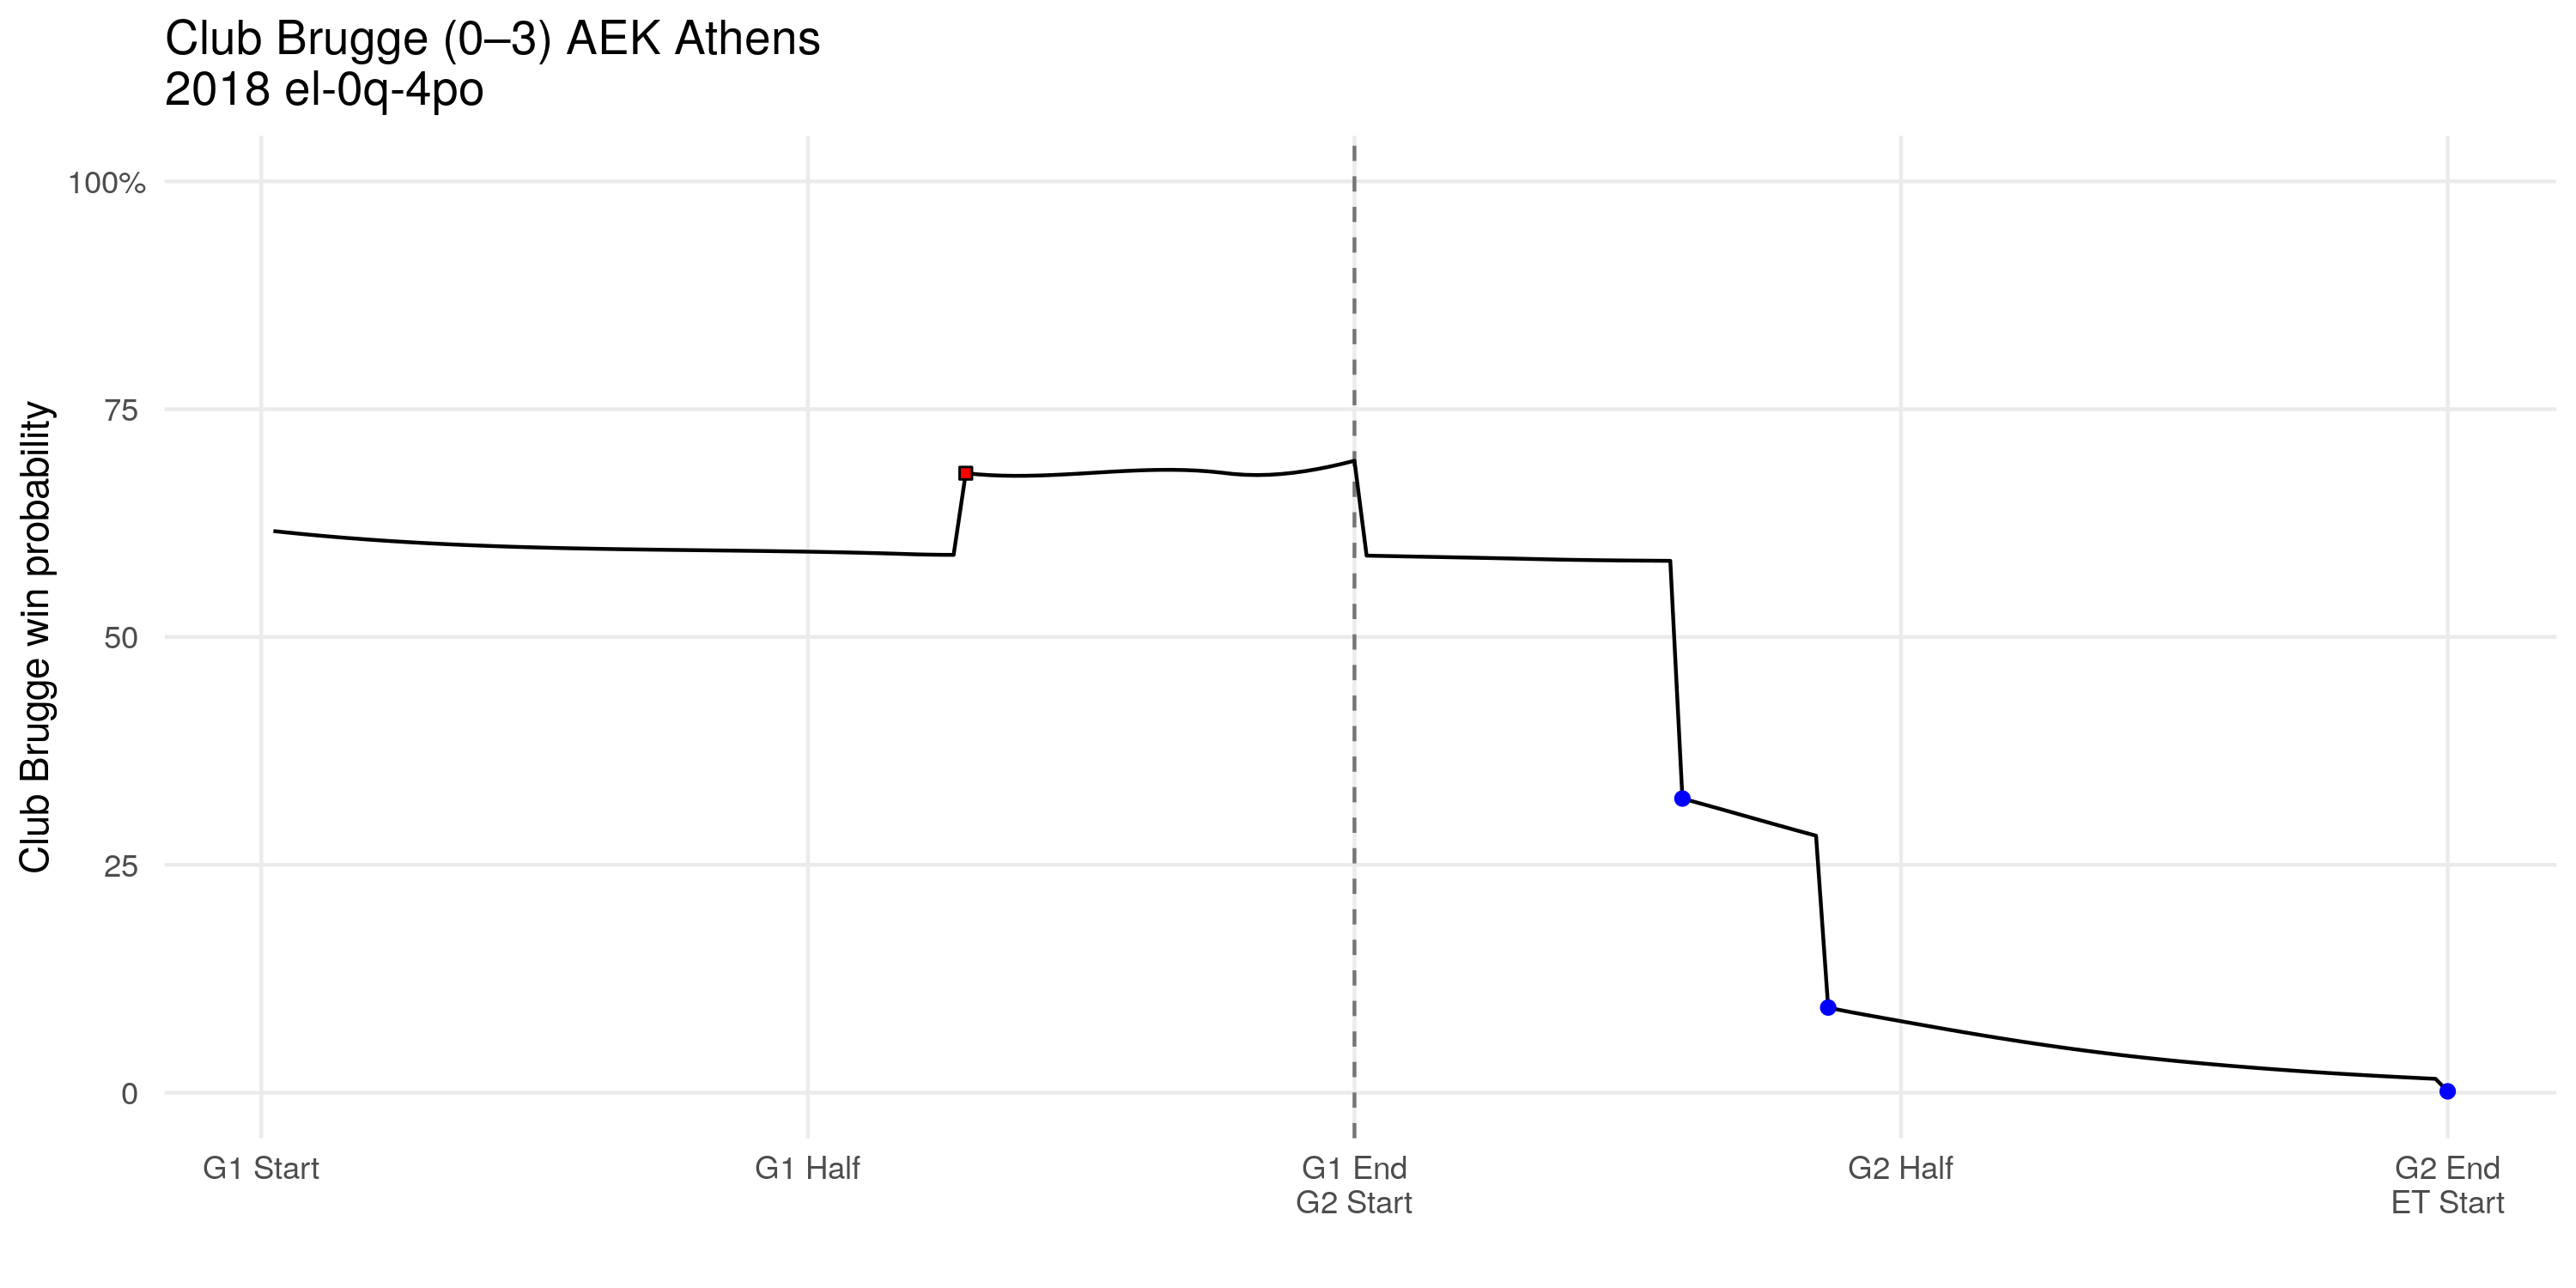 Club Brugge (0–3) AEK Athens
2018 el-0q-4po
Club Brugge win probability
100%
75
50
25
0
G1 Start
G1 Half
G1 End
G2 Start
G2 Half
G2 End
ET Start